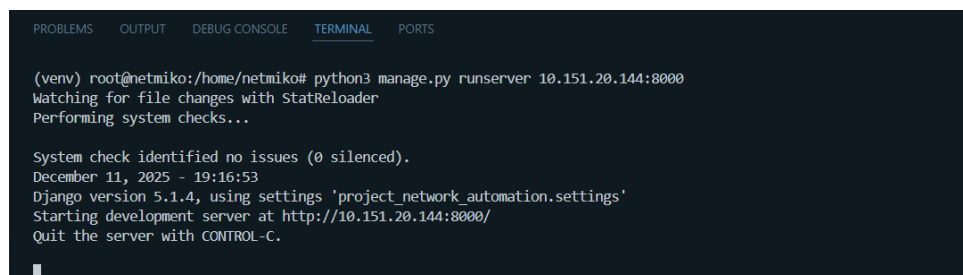 PROBLEMS OUTPUT DEBUG CONSOLE TERMINAL PORTS
(venv) root@netmiko:/home/netmiko# python3 manage.py runserver 10.151.20.144:8000
Watching for file changes with StatReloader
Performing system checks...
System check identified no issues (0 silenced).
December 11, 2025 - 19:16:53
Django version 5.1.4, using settings 'project_network_automation.settings'
Starting development server at http://10.151.20.144:8000/
Quit the server with CONTROL-C.